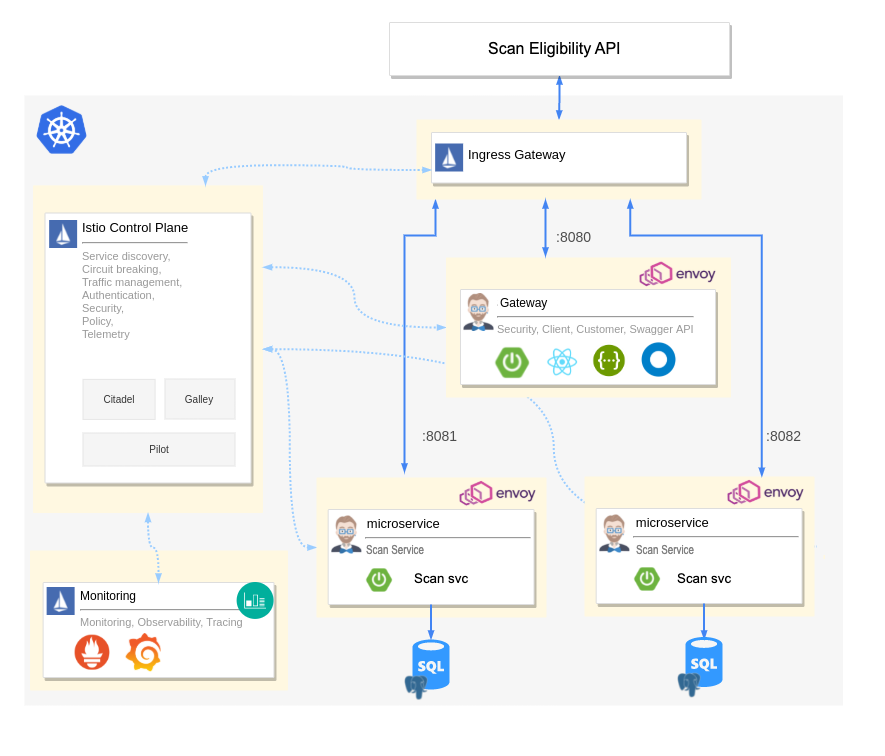 Scan Eligibility API
Ingress Gateway
Istio Control Plane
Service discovery,
Circuit breaking,
Traffic management,
Authentication,
Security,
Policy,
Telemetry
Citadel
Galley
Pilot
:8080
envoy
Gateway
Security, Client, Customer, Swagger API
{...}
:8081
:8082
envoy
microservice
Scan Service
Scan svc
SQL
envoy
microservice
Scan Service
Scan svc
SQL
Monitoring
Monitoring, Observability, Tracing